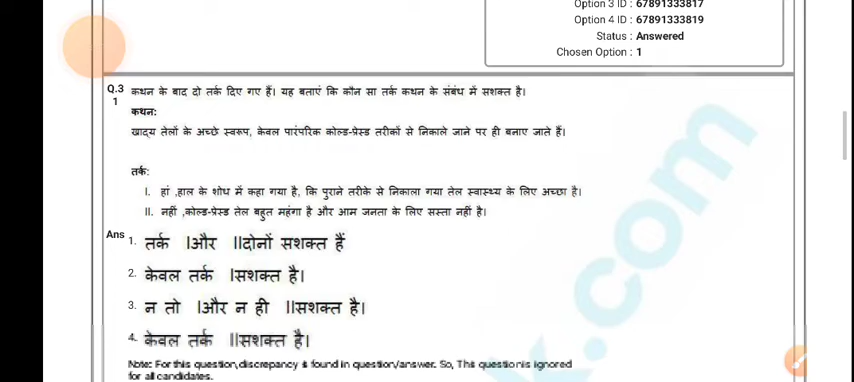 Option 3 ID : 67891333817
Option 4 ID : 67891333819
Status : Answered
Chosen Option : 1
Q.31 कथन के बाद दो तर्क दिए गए हैं। यह बताएं कि कौन सा तर्क कथन के संबंध में सशक्त है।
कथन:
खाद्य तेलों के अच्छे स्वरूप, केवल पारंपरिक कोल्ड-प्रेस्ड तरीकों से निकाले जाने पर ही बनाए जाते हैं।
तर्क:
I. हां ,हाल के शोध में कहा गया है, कि पुराने तरीके से निकाला गया तेल स्वास्थ्य के लिए अच्छा है।
II. नहीं ,कोल्ड-प्रेस्ड तेल बहुत महंगा है और आम जनता के लिए सस्ता नहीं है।
Ans 1. तर्क Iऔर IIदोनों सशक्त हैं
2. केवल तर्क Iसशक्त है।
3. न तो Iऔर न ही IIसशक्त है।
4. केवल तर्क IIसशक्त है।
Note: For this question,discrepancy is found in question/answer. So, This question is ignored
for all candidates.